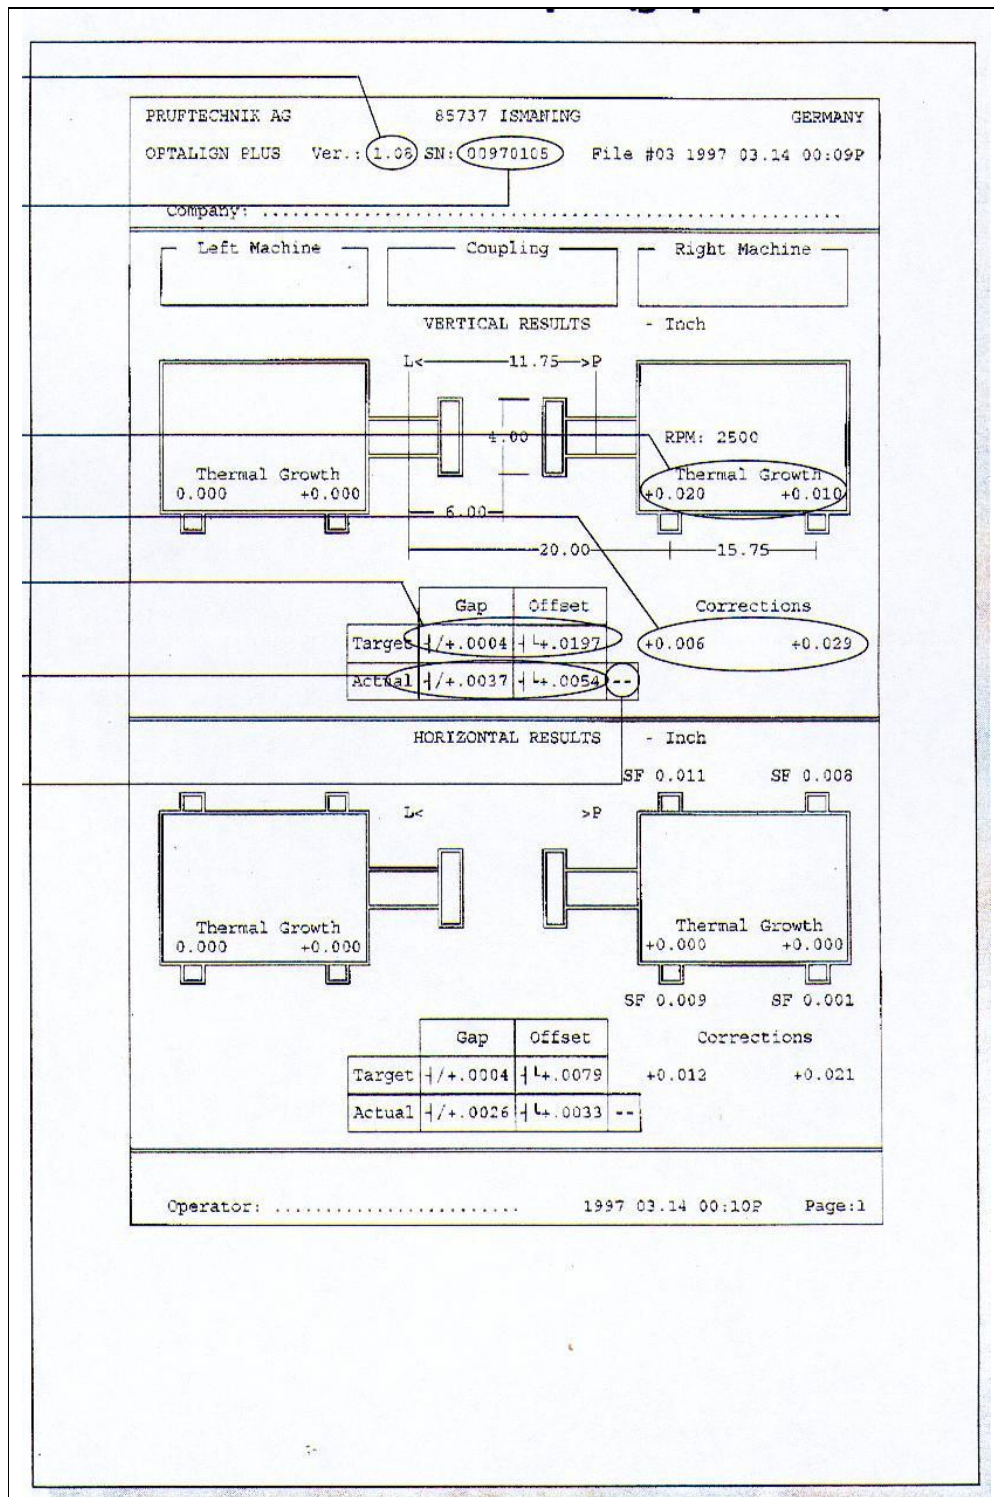 PRUFTECHNIK AG 85737 ISMANING GERMANY
OPTALIGN PLUS Ver.: 1.08 SN: 00970105 File #03 1997 03.14 00:09P
Company: ........................................................
Left Machine Coupling Right Machine
VERTICAL RESULTS - Inch
L< 11.75 >P
4.00 RPM: 2500
Thermal Growth Thermal Growth
0.000 +0.000 +0.020 +0.010
6.00
20.00 15.75
Gap Offset Corrections
Target ┤/+.0004 ┤└+.0197 +0.006 +0.029
Actual ┤/+.0037 ┤└+.0054 --
HORIZONTAL RESULTS - Inch
SF 0.011 SF 0.008
L< >P
Thermal Growth Thermal Growth
0.000 +0.000 +0.000 +0.000
SF 0.009 SF 0.001
Gap Offset Corrections
Target ┤/+.0004 ┤└+.0079 +0.012 +0.021
Actual ┤/+.0026 ┤└+.0033 --
Operator: ........................ 1997 03.14 00:10P Page:1